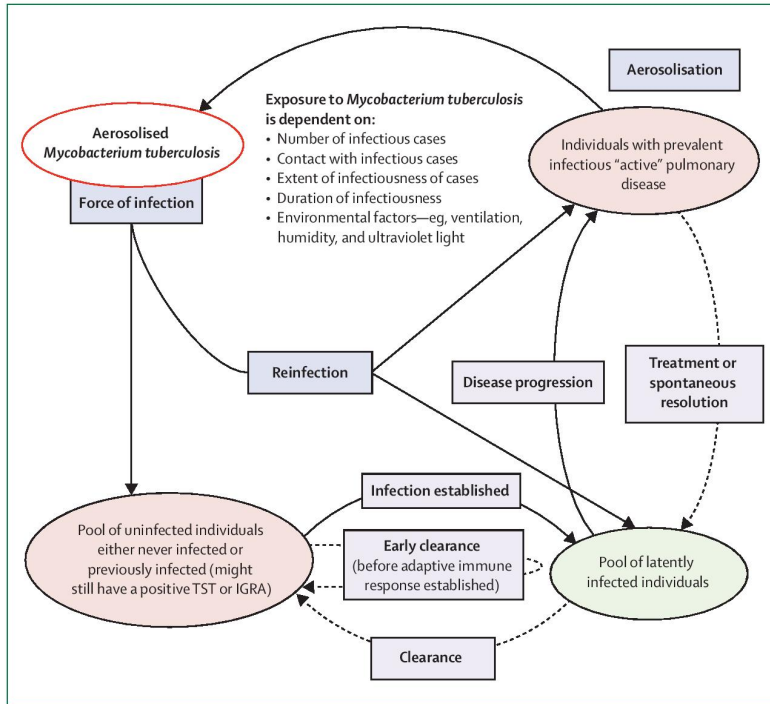 Aerosolisation
Exposure to Mycobacterium tuberculosis
is dependent on:
• Number of infectious cases
• Contact with infectious cases
• Extent of infectiousness of cases
• Duration of infectiousness
• Environmental factors—eg, ventilation,
humidity, and ultraviolet light
Aerosolised
Mycobacterium tuberculosis
Force of infection
Individuals with prevalent
infectious “active” pulmonary
disease
Reinfection
Disease progression
Treatment or
spontaneous
resolution
Infection established
Pool of uninfected individuals
either never infected or
previously infected (might
still have a positive TST or IGRA)
Early clearance
(before adaptive immune
response established)
Pool of latently
infected individuals
Clearance